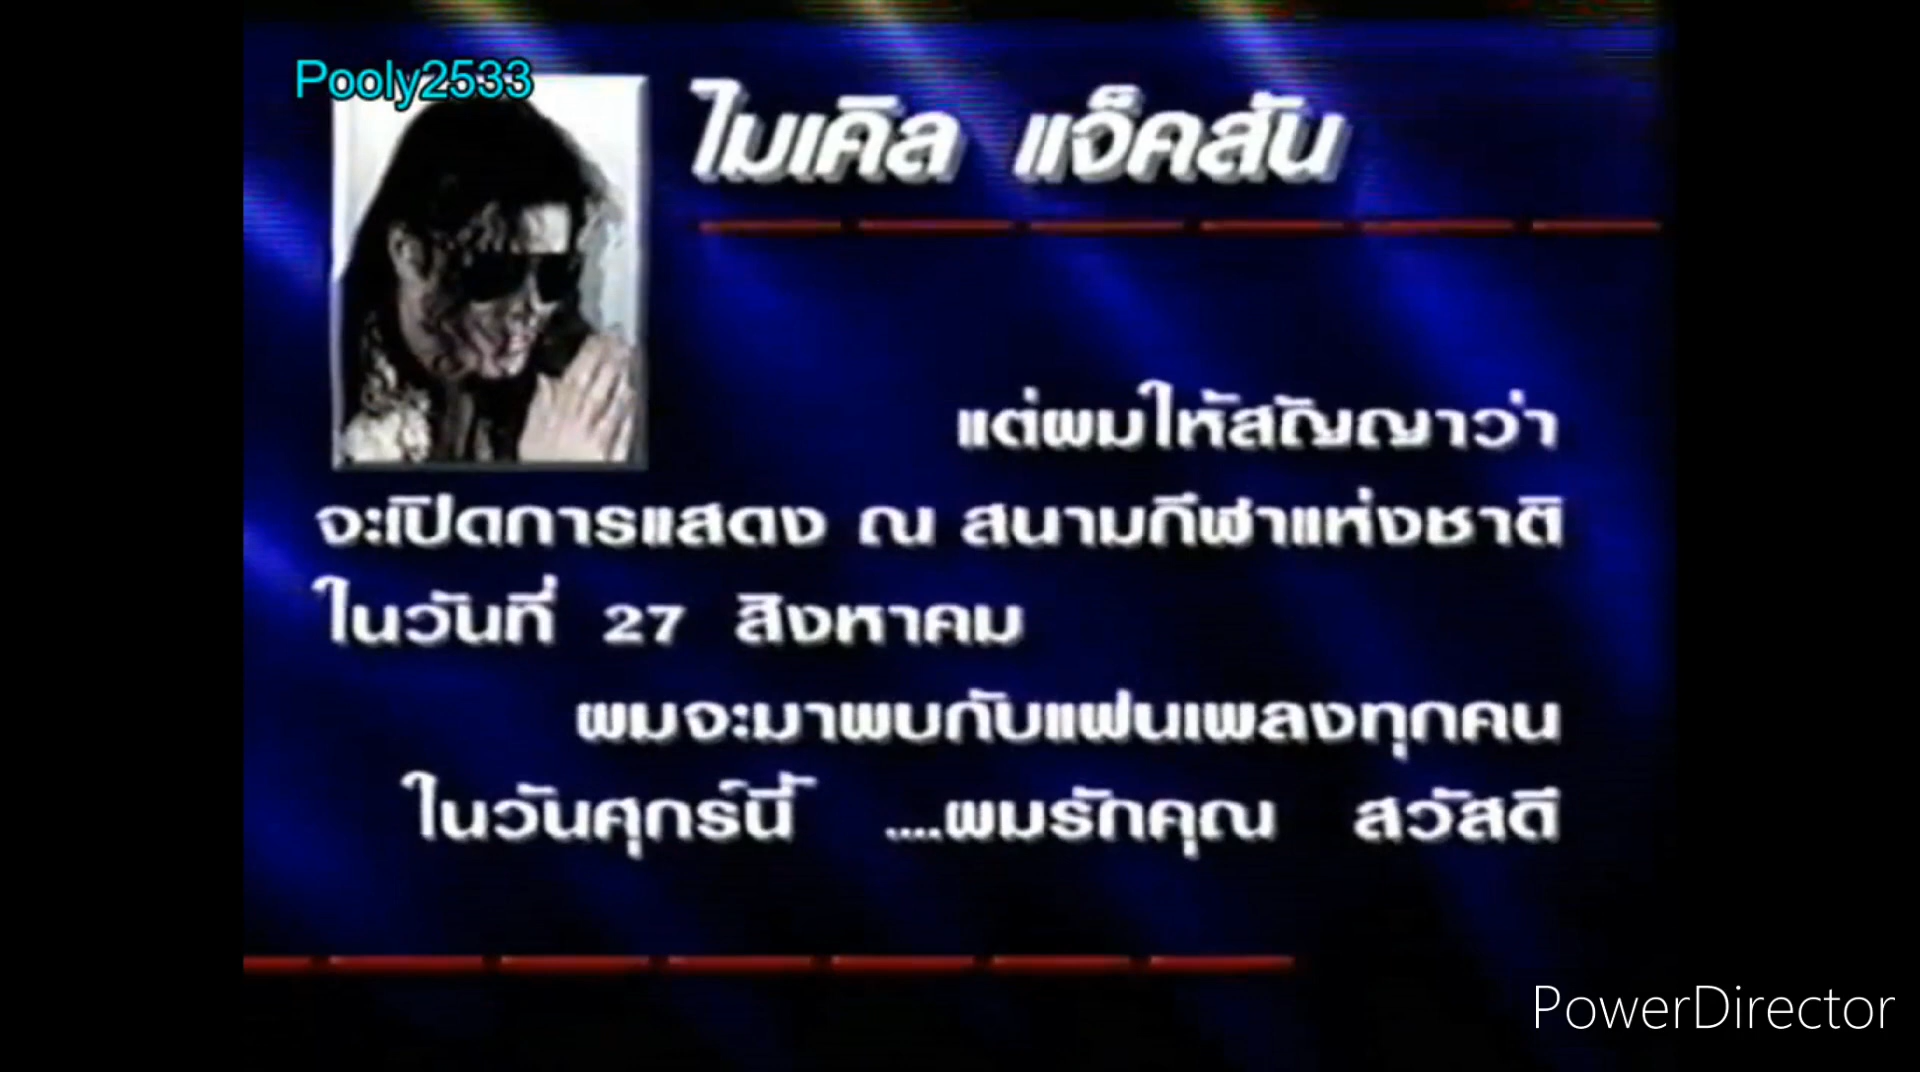 Pooly2533
ไมเคิล แจ็คสัน
แต่ผมให้สัญญาว่า
จะเปิดการแสดง ณ สนามกีฬาแห่งชาติ
ในวันที่ 27 สิงหาคม
ผมจะมาพบกับแฟนเพลงทุกคน
ในวันศุกร์นี้ ....ผมรักคุณ สวัสดี
PowerDirector